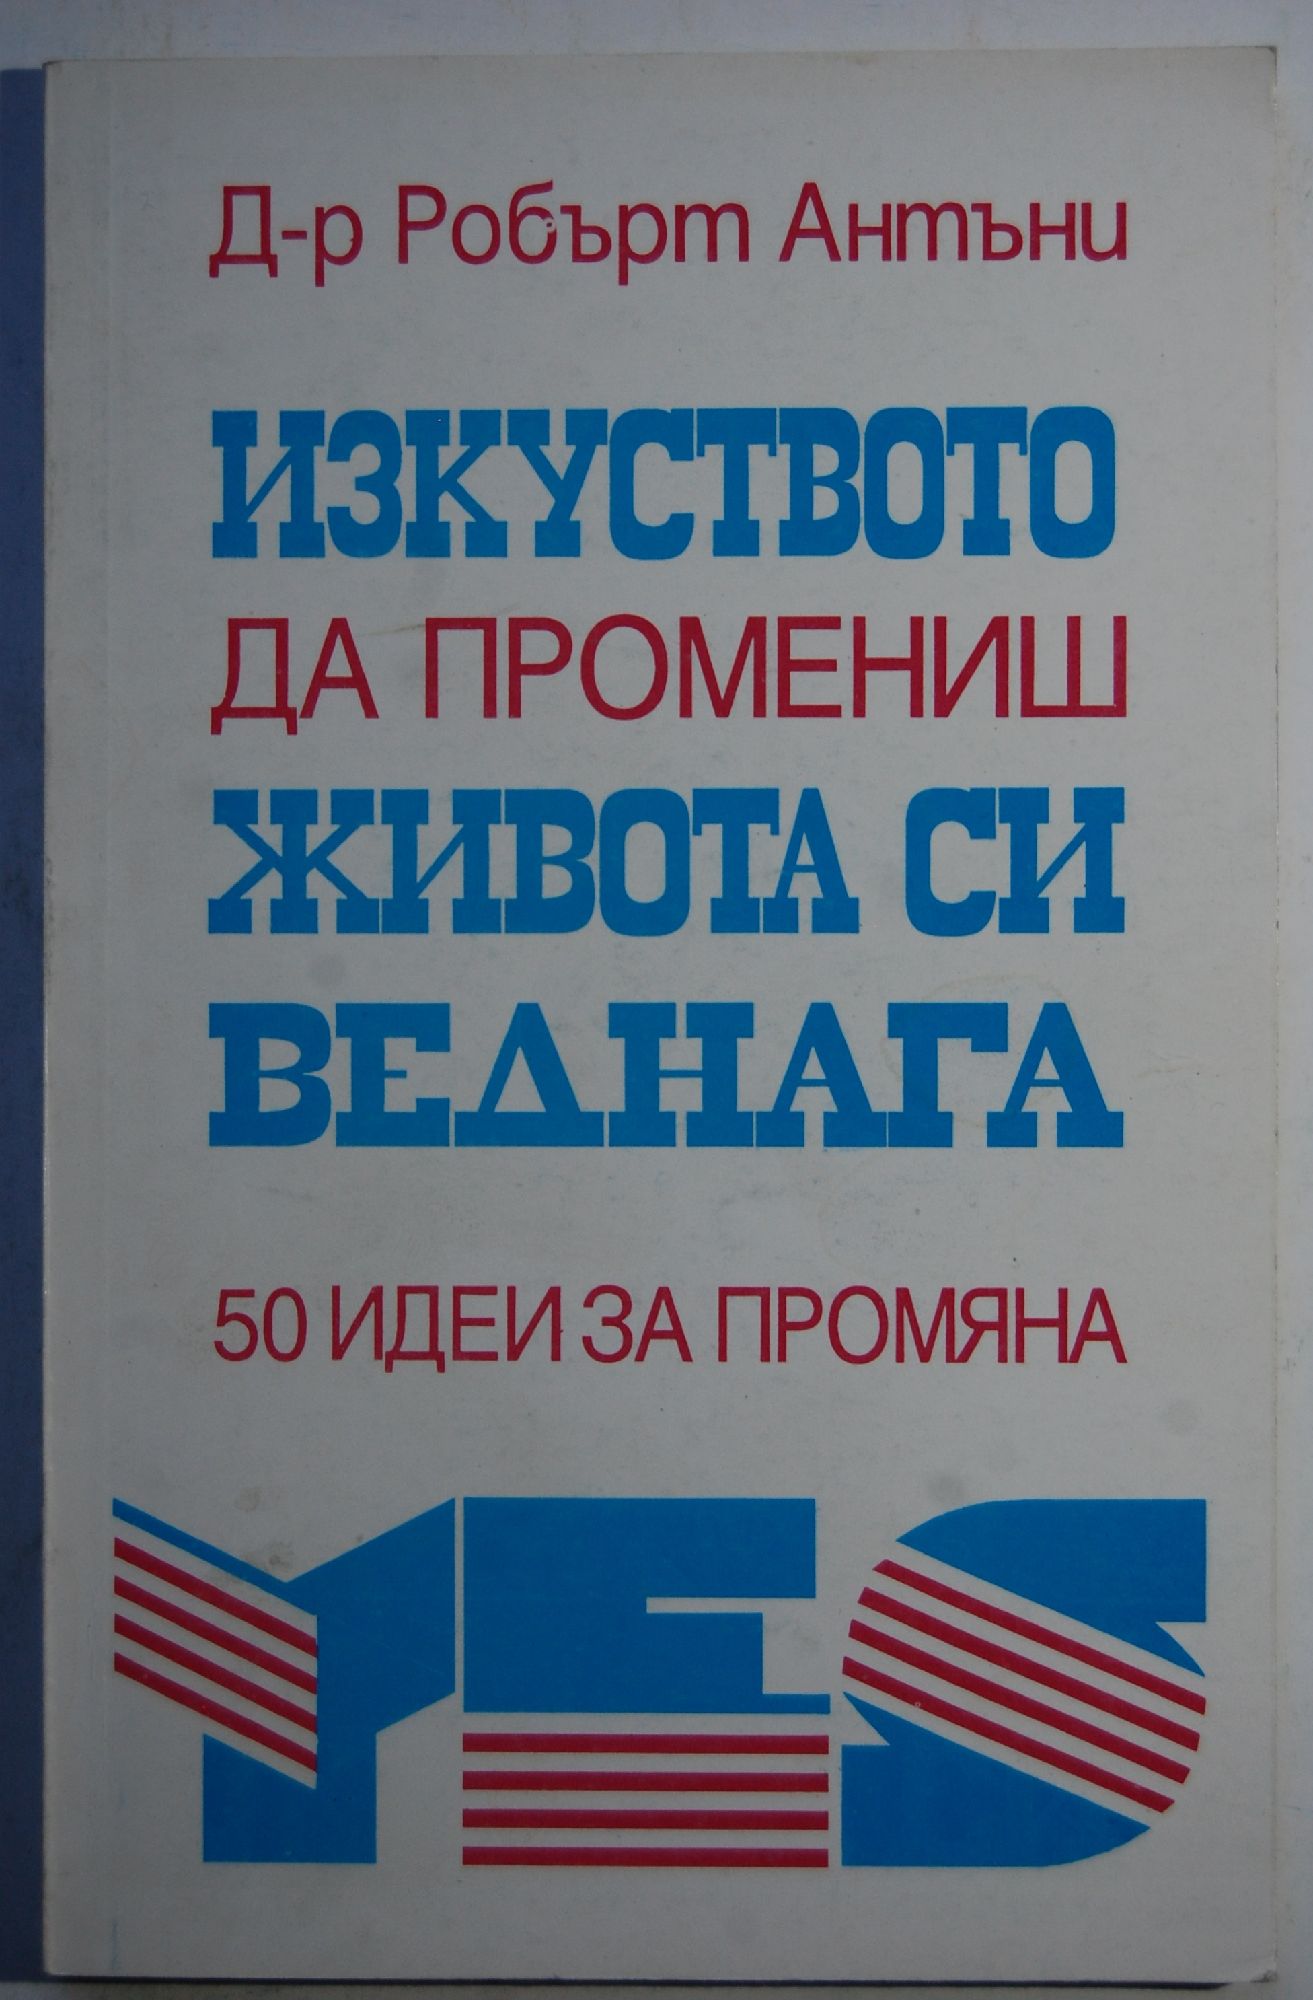 Д-р Робърт Антъни
ИЗКУСТВОТО
ДА ПРОМЕНИШ
ЖИВОТА СИ
ВЕДНАГА
50 ИДЕИ ЗА ПРОМЯНА
YES